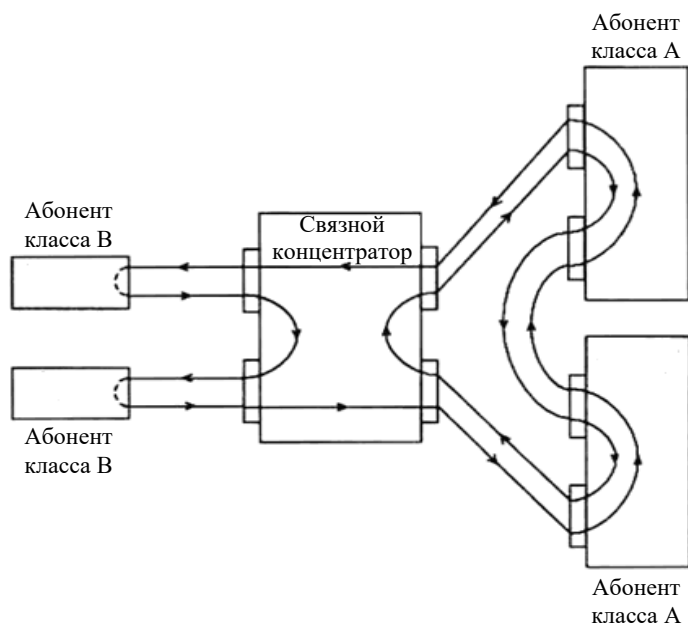 Абонент
класса А
Абонент
класса В
Связной
концентратор
Абонент
класса В
Абонент
класса А